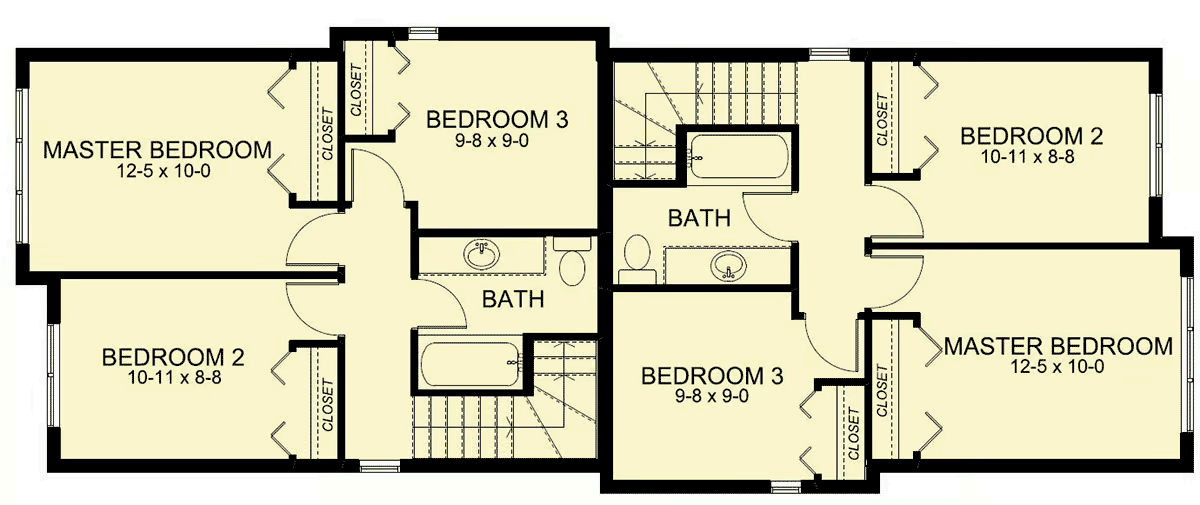 MASTER BEDROOM
12-5 x 10-0
CLOSET
CLOSET
BEDROOM 3
9-8 x 9-0
BATH
BEDROOM 2
10-11 x 8-8
CLOSET
CLOSET
BEDROOM 2
10-11 x 8-8
BATH
BEDROOM 3
9-8 x 9-0
CLOSET
CLOSET
MASTER BEDROOM
12-5 x 10-0